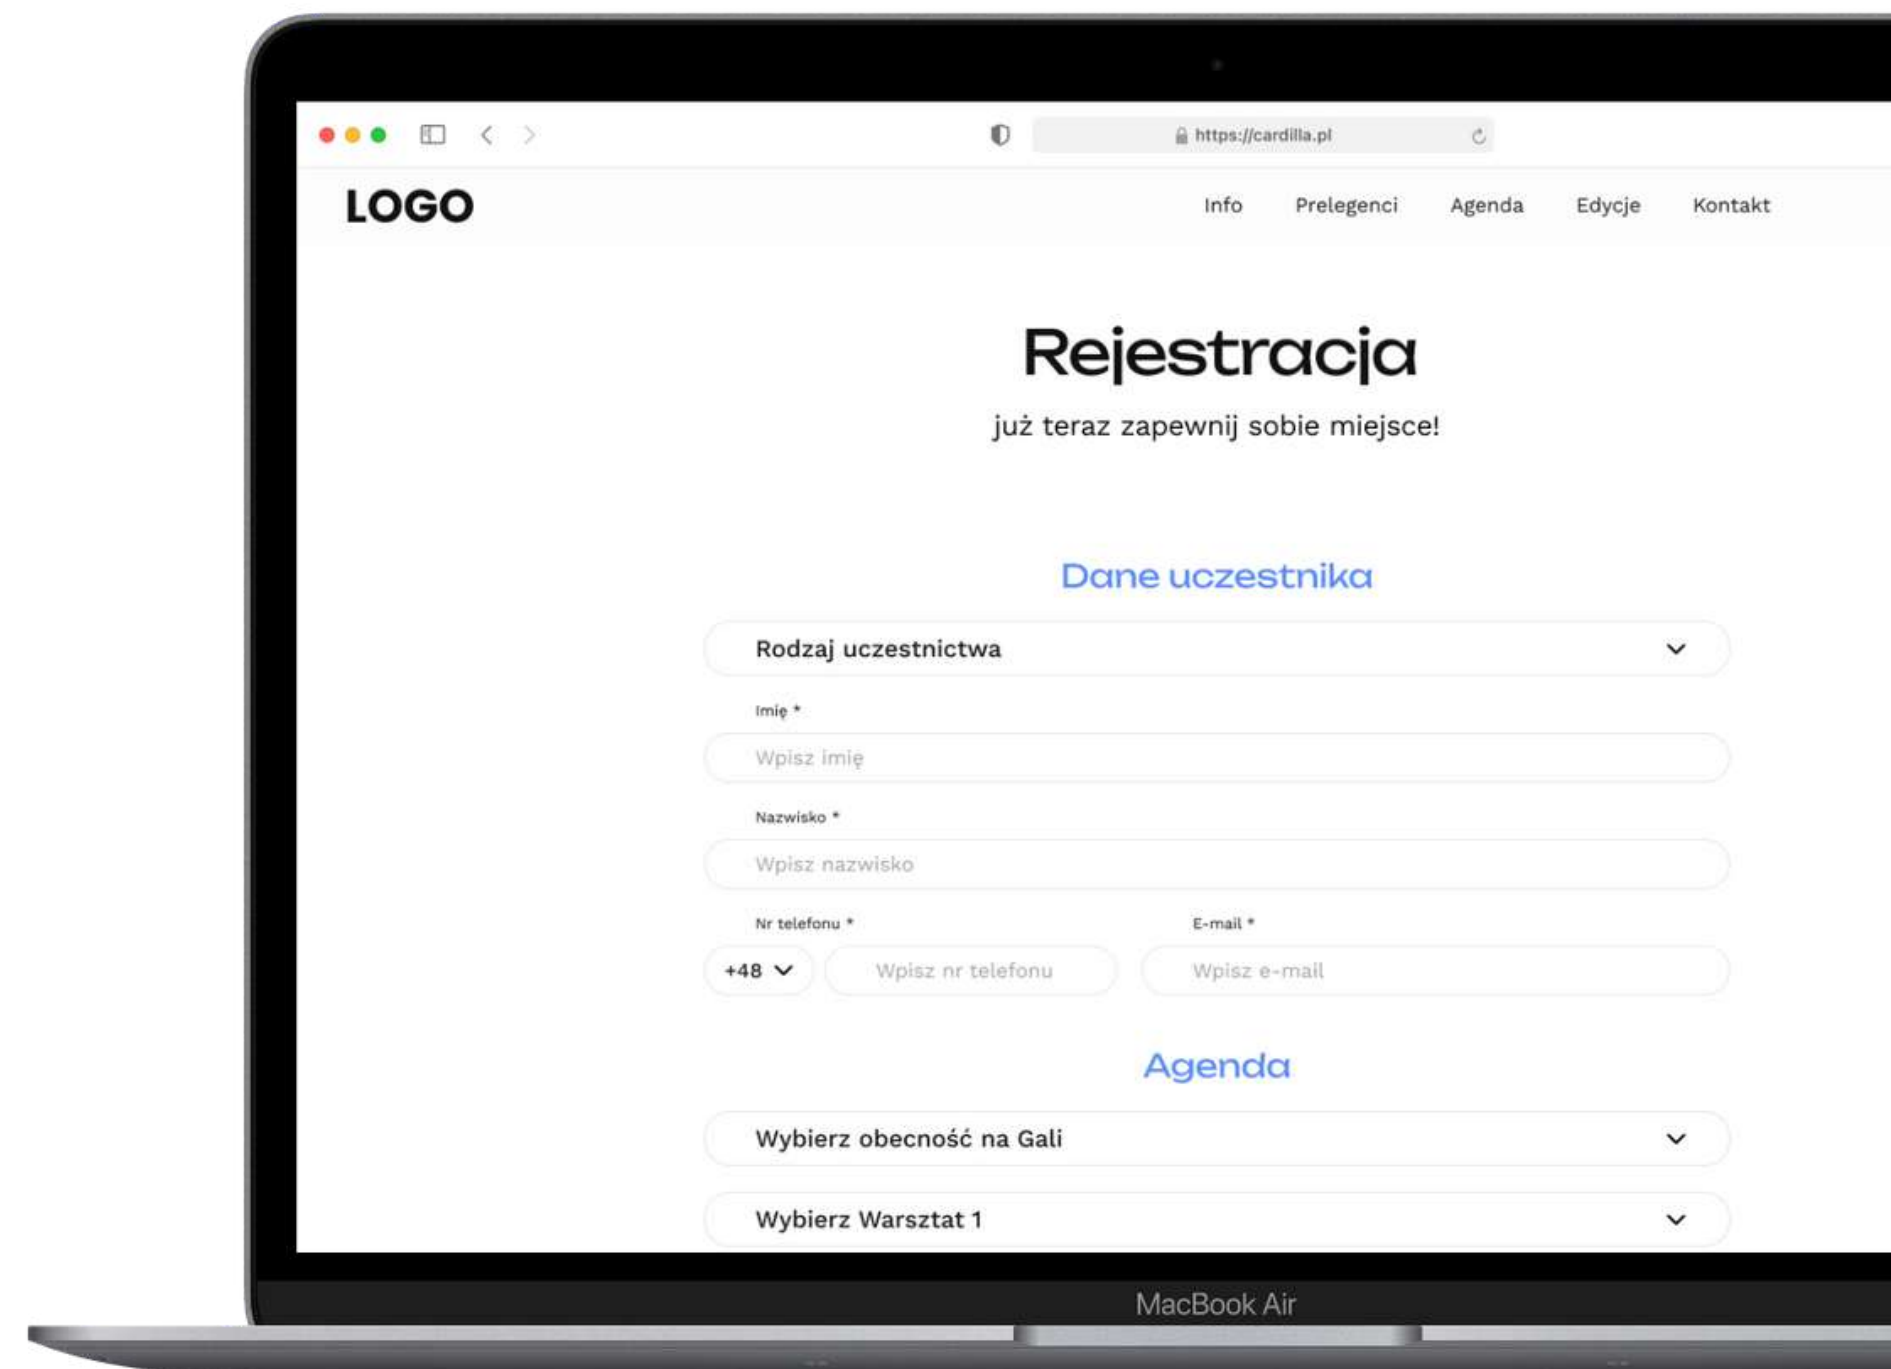 https://cardilla.pl
LOGO
Info Prelegenci Agenda Edycje Kontakt
Rejestracja
już teraz zapewnij sobie miejsce!
Dane uczestnika
Rodzaj uczestnictwa
Imię *
Wpisz imię
Nazwisko *
Wpisz nazwisko
Nr telefonu * E-mail *
+48 Wpisz nr telefonu Wpisz e-mail
Agenda
Wybierz obecność na Gali
Wybierz Warsztat 1
MacBook Air